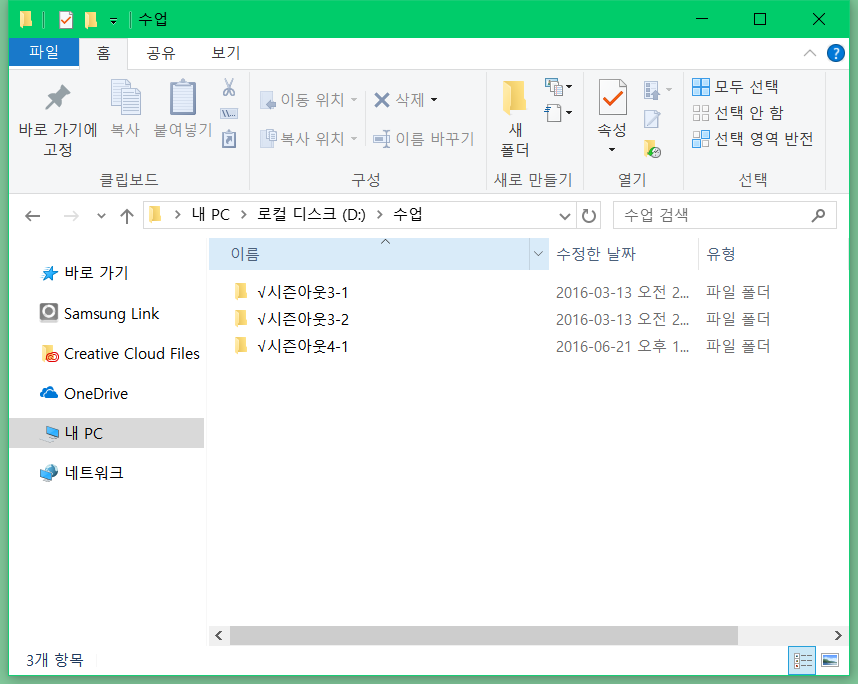 수업
파일 홈 공유 보기
바로 가기에 고정
복사
붙여넣기
클립보드
이동 위치
복사 위치
삭제
이름 바꾸기
구성
새 폴더
새로 만들기
속성
열기
모두 선택
선택 안 함
선택 영역 반전
선택
내 PC > 로컬 디스크 (D:) > 수업
수업 검색
바로 가기
Samsung Link
Creative Cloud Files
OneDrive
내 PC
네트워크
이름 수정한 날짜 유형
√시즌아웃3-1 2016-03-13 오전 2... 파일 폴더
√시즌아웃3-2 2016-03-13 오전 2... 파일 폴더
√시즌아웃4-1 2016-06-21 오후 1... 파일 폴더
3개 항목